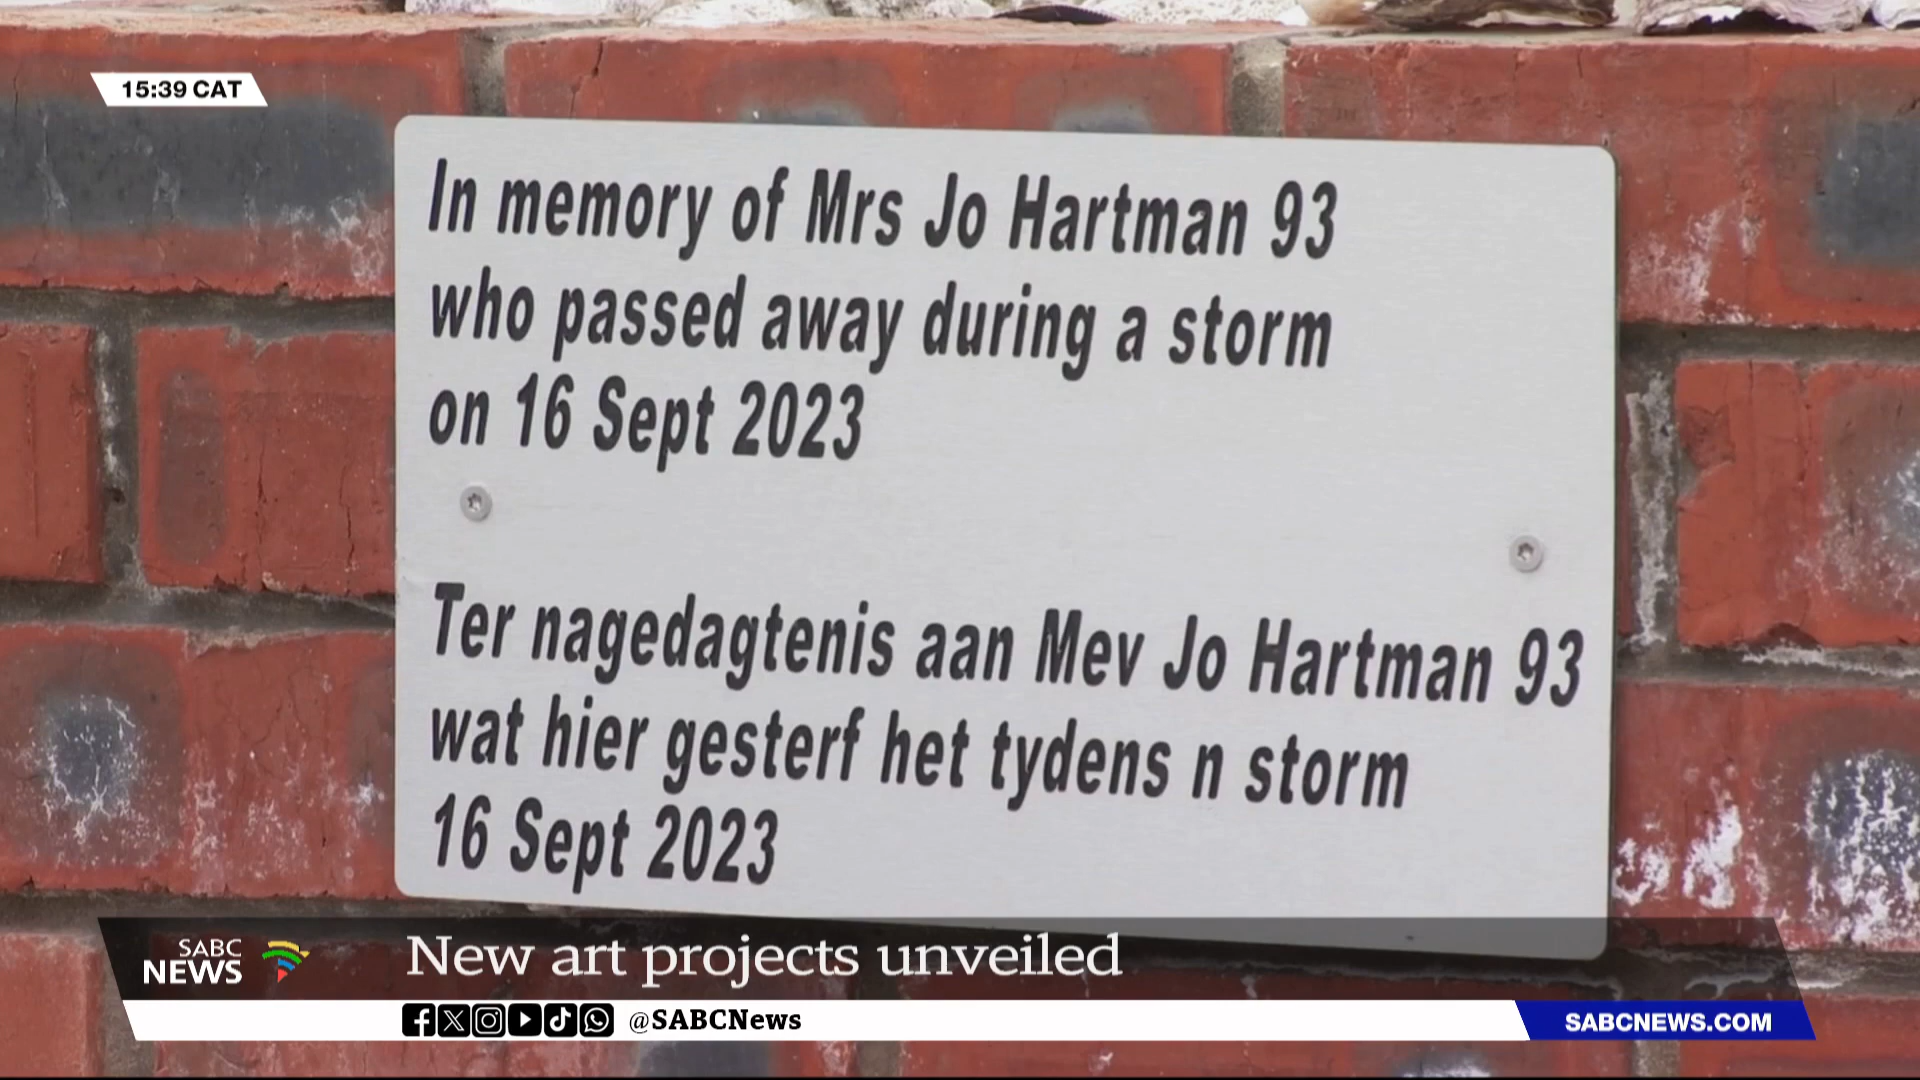 15:39 CAT
In memory of Mrs Jo Hartman 93
who passed away during a storm
on 16 Sept 2023
Ter nagedagtenis aan Mev Jo Hartman 93
wat hier gesterf het tydens n storm
16 Sept 2023
SABC
NEWS
New art projects unveiled
@SABCNews
SABCNEWS.COM